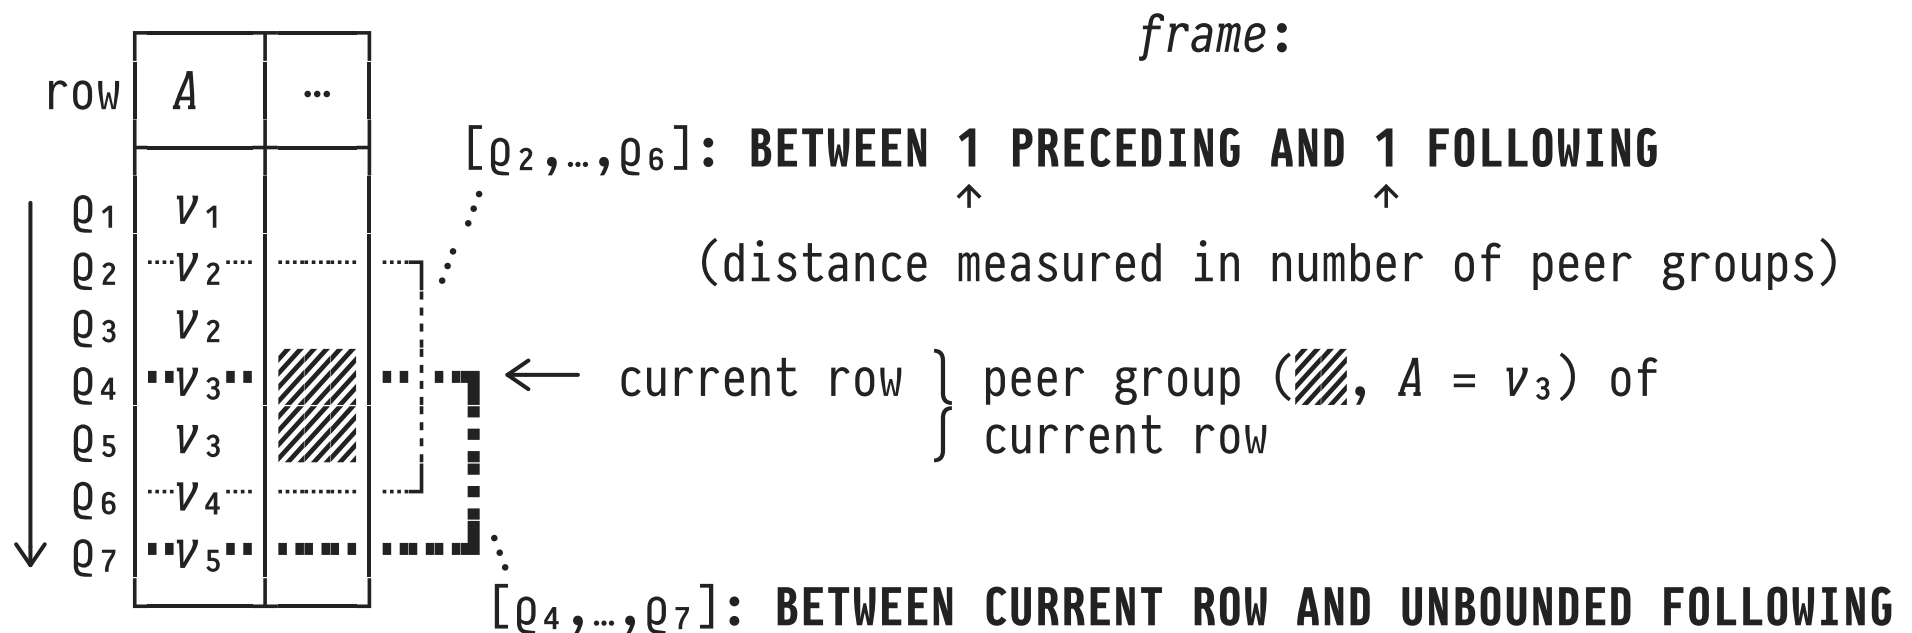 frame:
row A …
[ϱ₂,…,ϱ₆]: BETWEEN 1 PRECEDING AND 1 FOLLOWING
ϱ₁ v₁
↑ ↑
ϱ₂ v₂
(distance measured in number of peer groups)
ϱ₃ v₂
ϱ₄ v₃
← current row } peer group (▨, A = v₃) of
ϱ₅ v₃
current row
ϱ₆ v₄
ϱ₇ v₅
[ϱ₄,…,ϱ₇]: BETWEEN CURRENT ROW AND UNBOUNDED FOLLOWING